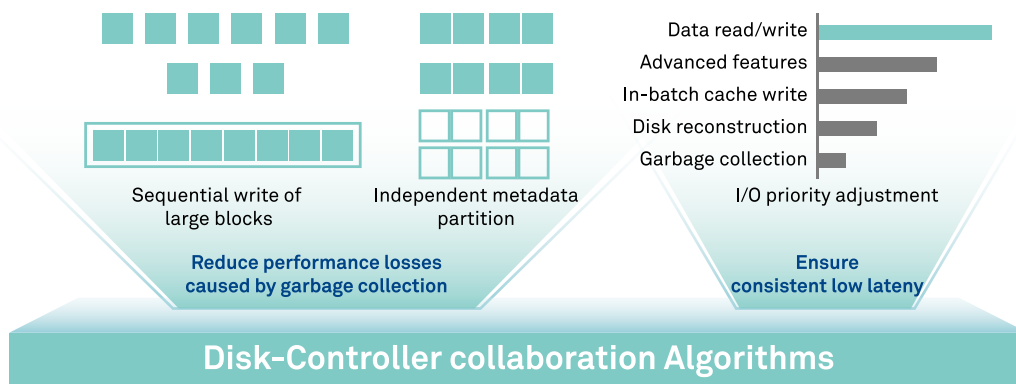 Data read/write
Advanced features
In-batch cache write
Disk reconstruction
Garbage collection
Sequential write of
large blocks
Independent metadata
partition
I/O priority adjustment
Reduce performance losses
caused by garbage collection
Ensure
consistent low lateny
Disk-Controller collaboration Algorithms